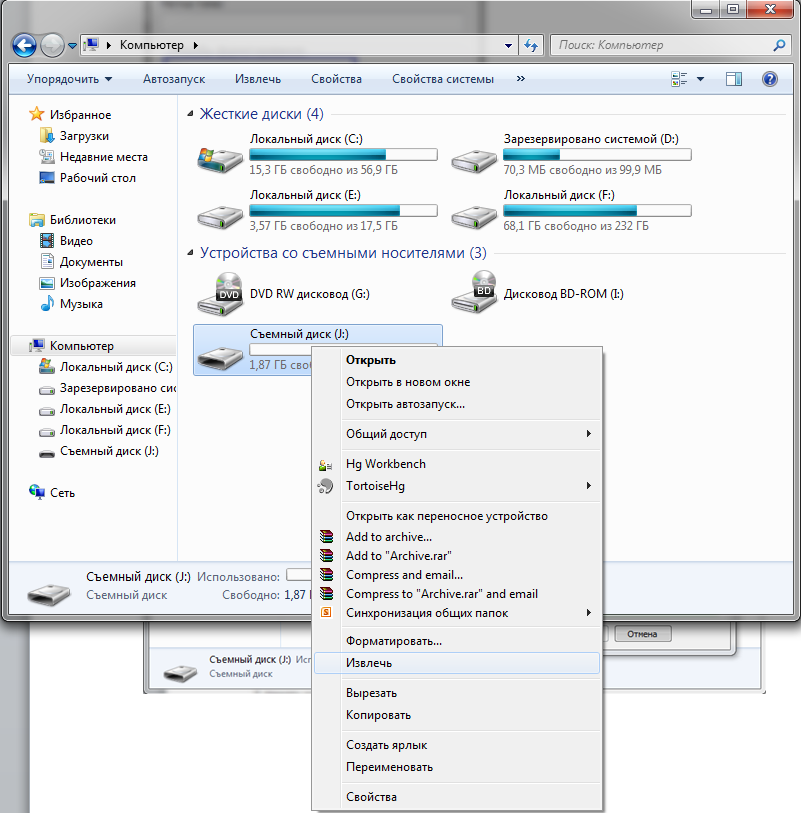 Компьютер
Поиск: Компьютер
Упорядочить Автозапуск Извлечь Свойства Свойства системы »
Избранное
Загрузки
Недавние места
Рабочий стол
Библиотеки
Видео
Документы
Изображения
Музыка
Компьютер
Локальный диск (C:)
Зарезервировано сис
Локальный диск (E:)
Локальный диск (F:)
Съемный диск (J:)
Сеть
Жесткие диски (4)
Локальный диск (C:)
15,3 ГБ свободно из 56,9 ГБ
Зарезервировано системой (D:)
70,3 МБ свободно из 99,9 МБ
Локальный диск (E:)
3,57 ГБ свободно из 17,5 ГБ
Локальный диск (F:)
68,1 ГБ свободно из 232 ГБ
Устройства со съемными носителями (3)
DVD
DVD RW дисковод (G:)
BD
Дисковод BD-ROM (I:)
Съемный диск (J:)
1,87 ГБ сво
Открыть
Открыть в новом окне
Открыть автозапуск...
Общий доступ
Hg Workbench
TortoiseHg
Открыть как переносное устройство
Add to archive...
Add to "Archive.rar"
Compress and email...
Compress to "Archive.rar" and email
Синхронизация общих папок
Форматировать...
Извлечь
Вырезать
Копировать
Создать ярлык
Переименовать
Свойства
Съемный диск (J:) Использовано:
Съемный диск Свободно: 1,87
Отмена
Съемный диск (J:) Исп
Съемный диск